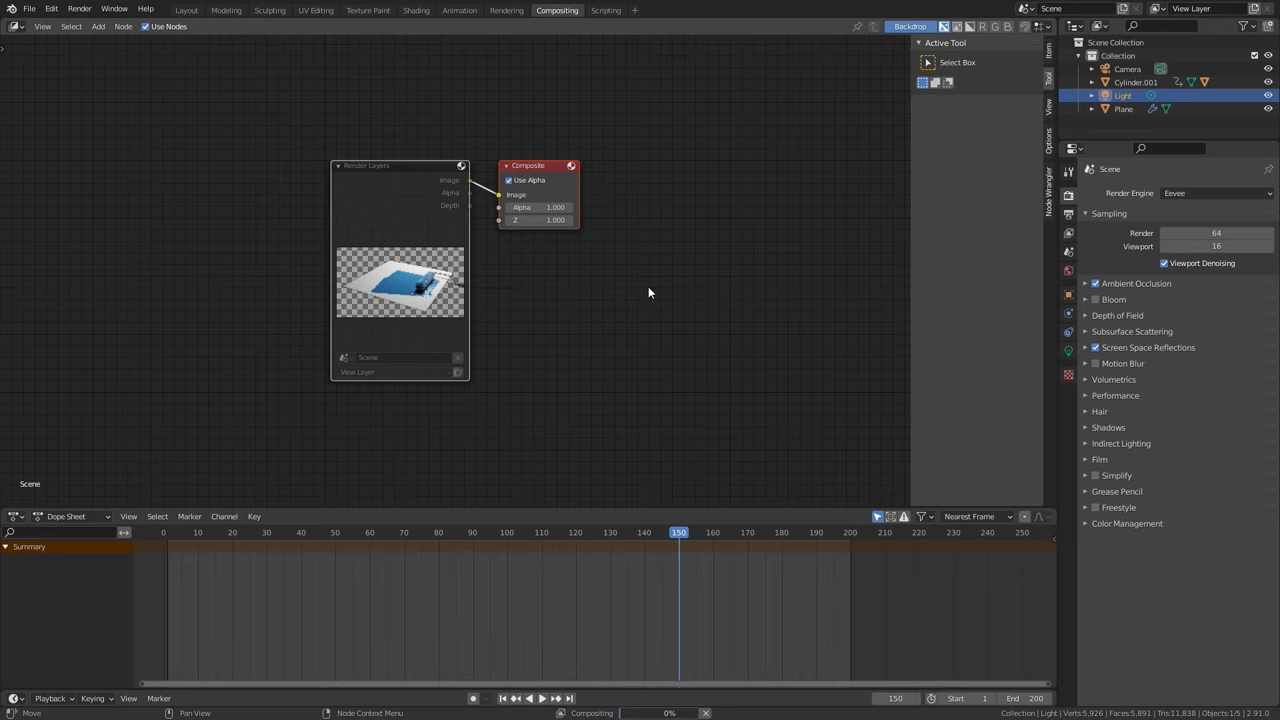 File Edit Render Window Help Layout Modeling Sculpting UV Editing Texture Paint Shading Animation Rendering Compositing Scripting + Scene View Layer
View Select Add Node Use Nodes Backdrop R G B
Active Tool
Select Box
Item
Tool
View
Options
Node Wrangler
Scene Collection
Collection
Camera
Cylinder.001
Light
Plane
Scene
Render Engine Eevee
Sampling
Render 64
Viewport 16
Viewport Denoising
Ambient Occlusion
Bloom
Depth of Field
Subsurface Scattering
Screen Space Reflections
Motion Blur
Volumetrics
Performance
Hair
Shadows
Indirect Lighting
Film
Simplify
Grease Pencil
Freestyle
Color Management
Render Layers
Image
Alpha
Depth
Scene
View Layer
Composite
Use Alpha
Image
Alpha 1.000
Z 1.000
Scene
Dope Sheet View Select Marker Channel Key Nearest Frame
0 10 20 30 40 50 60 70 80 90 100 110 120 130 140 150 160 170 180 190 200 210 220 230 240 250
Summary
Playback Keying View Marker 150 Start 1 End 200
Move Pan View Node Context Menu Compositing 0% Collection | Light | Verts:5,926 | Faces:5,891 | Tris:11,838 | Objects:1/5 | 2.91.0